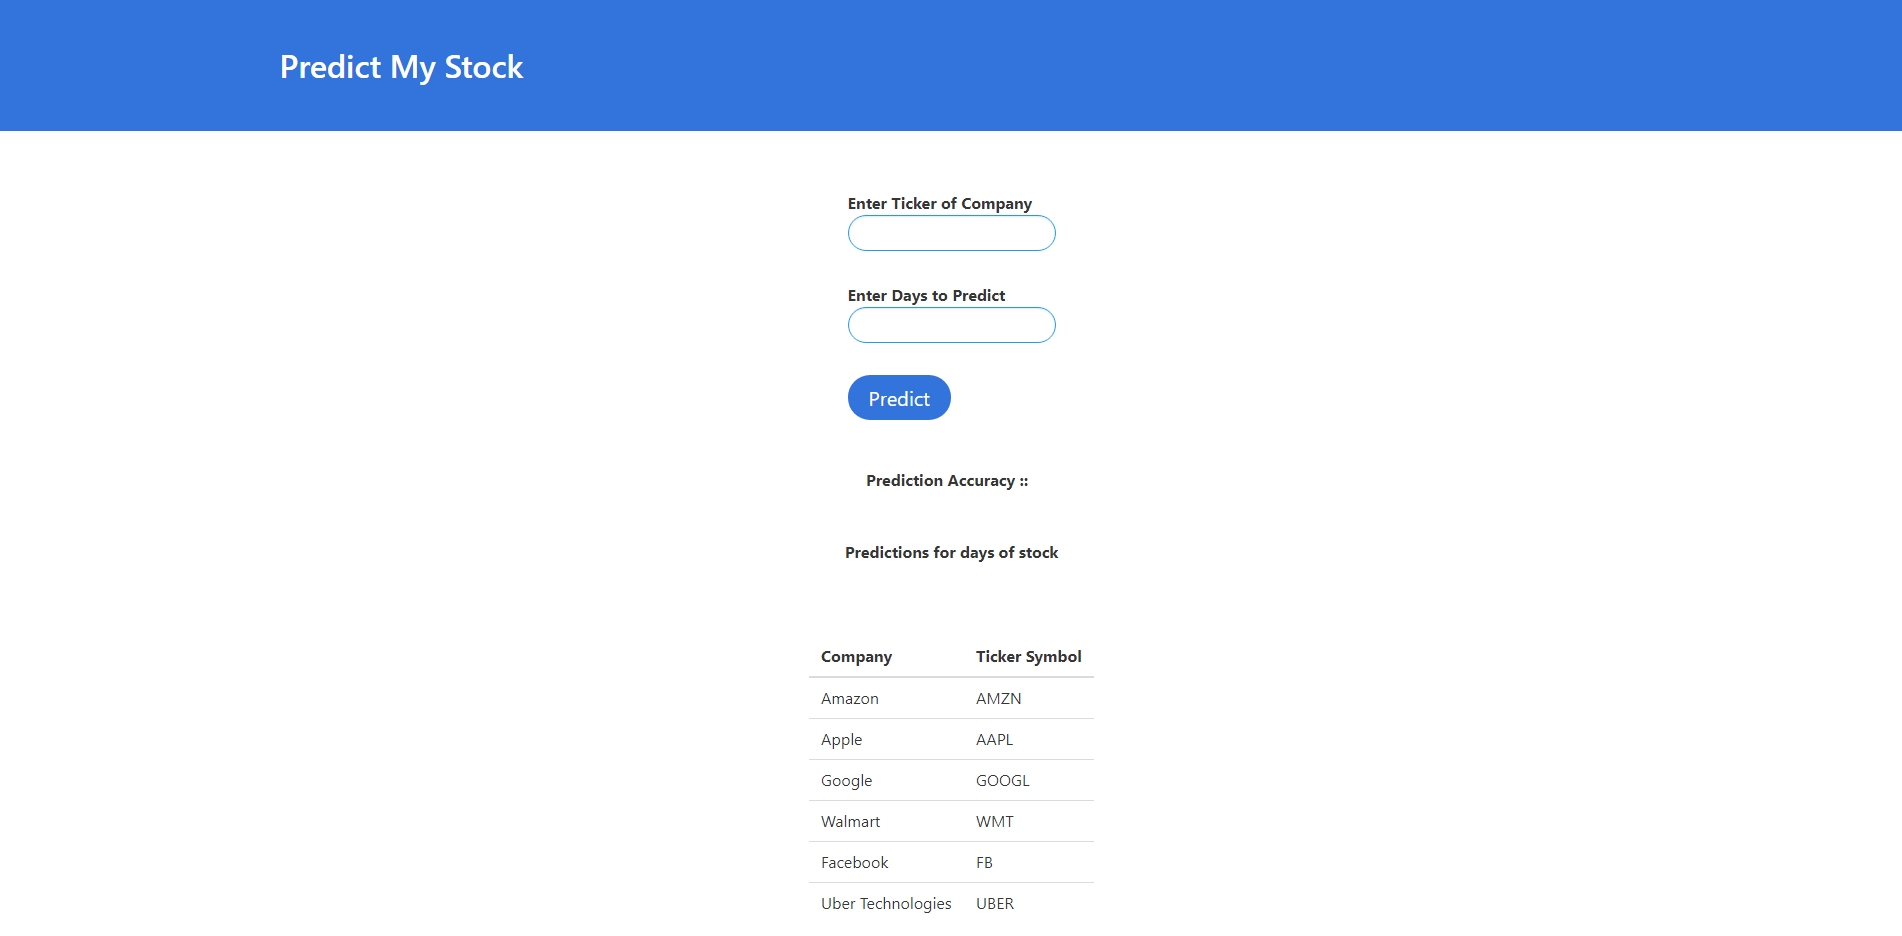 Predict My Stock
Enter Ticker of Company
Enter Days to Predict
Predict
Prediction Accuracy ::
Predictions for days of stock
Company Ticker Symbol
Amazon AMZN
Apple AAPL
Google GOOGL
Walmart WMT
Facebook FB
Uber Technologies UBER